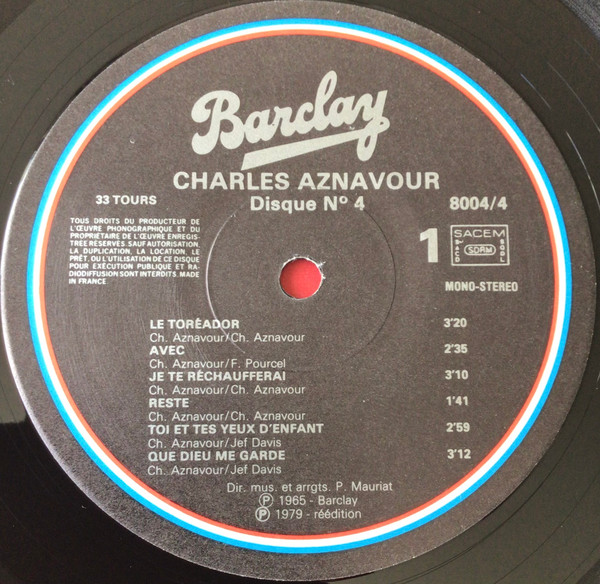 Barclay
CHARLES AZNAVOUR
33 TOURS
Disque Nº 4
8004/4
TOUS DROITS DU PRODUCTEUR DE
L'ŒUVRE PHONOGRAPHIQUE ET DU
PROPRIÉTAIRE DE L'ŒUVRE ENREGIS-
TRÉE RÉSERVÉS. SAUF AUTORISATION,
LA DUPLICATION, LA LOCATION, LE
PRÊT, OU L'UTILISATION DE CE DISQUE
POUR EXÉCUTION PUBLIQUE ET RA-
DIODIFFUSION SONT INTERDITS. MADE
IN FRANCE
1
SACEM
SACD
SDRM
SGDL
MONO-STEREO
LE TORÉADOR 3'20
Ch. Aznavour/Ch. Aznavour
AVEC 2'35
Ch. Aznavour/F. Pourcel
JE TE RÉCHAUFFERAI 3'10
Ch. Aznavour/Ch. Aznavour
RESTE 1'41
Ch. Aznavour/Ch. Aznavour
TOI ET TES YEUX D'ENFANT 2'59
Ch. Aznavour/Jef Davis
QUE DIEU ME GARDE 3'12
Ch. Aznavour/Jef Davis
Dir. mus. et arrgts. P. Mauriat
Ⓟ 1965 - Barclay
Ⓟ 1979 - réédition